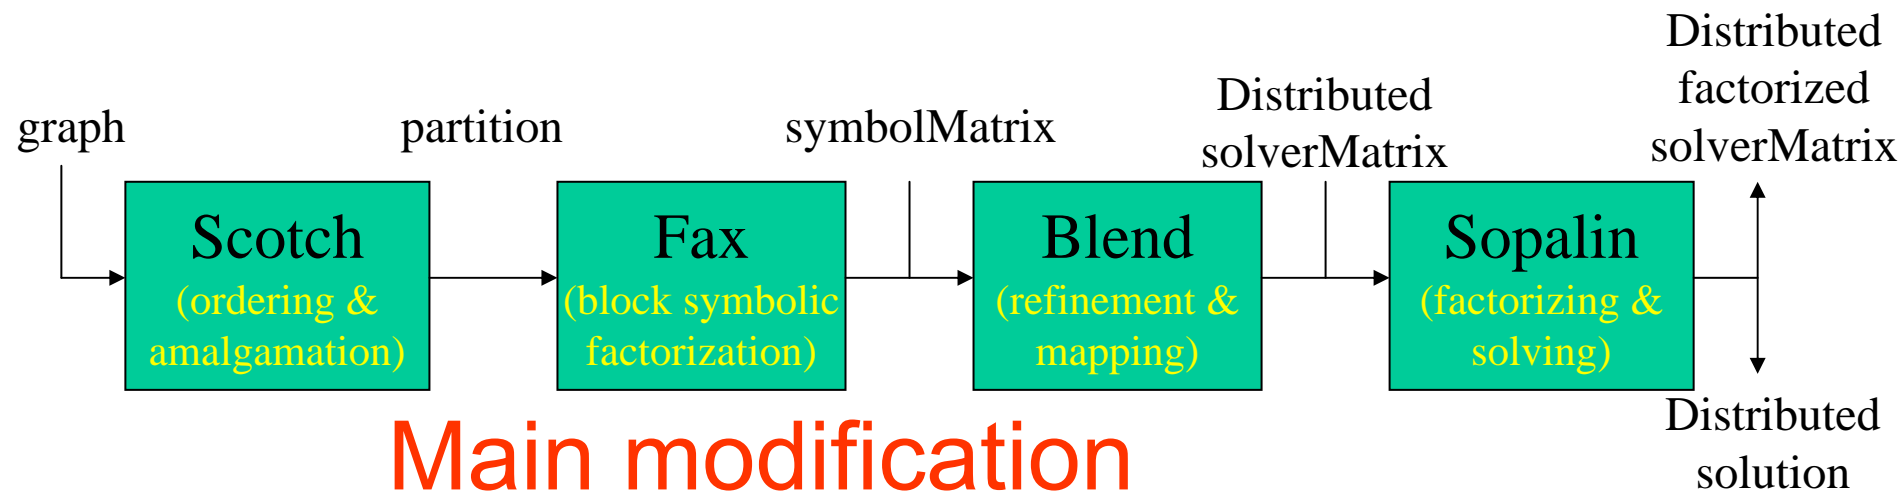 graph
partition
symbolMatrix
Distributed
solverMatrix
Distributed
factorized
solverMatrix
Scotch
(ordering &
amalgamation)
Fax
(block symbolic
factorization)
Blend
(refinement &
mapping)
Sopalin
(factorizing &
solving)
Distributed
solution
Main modification